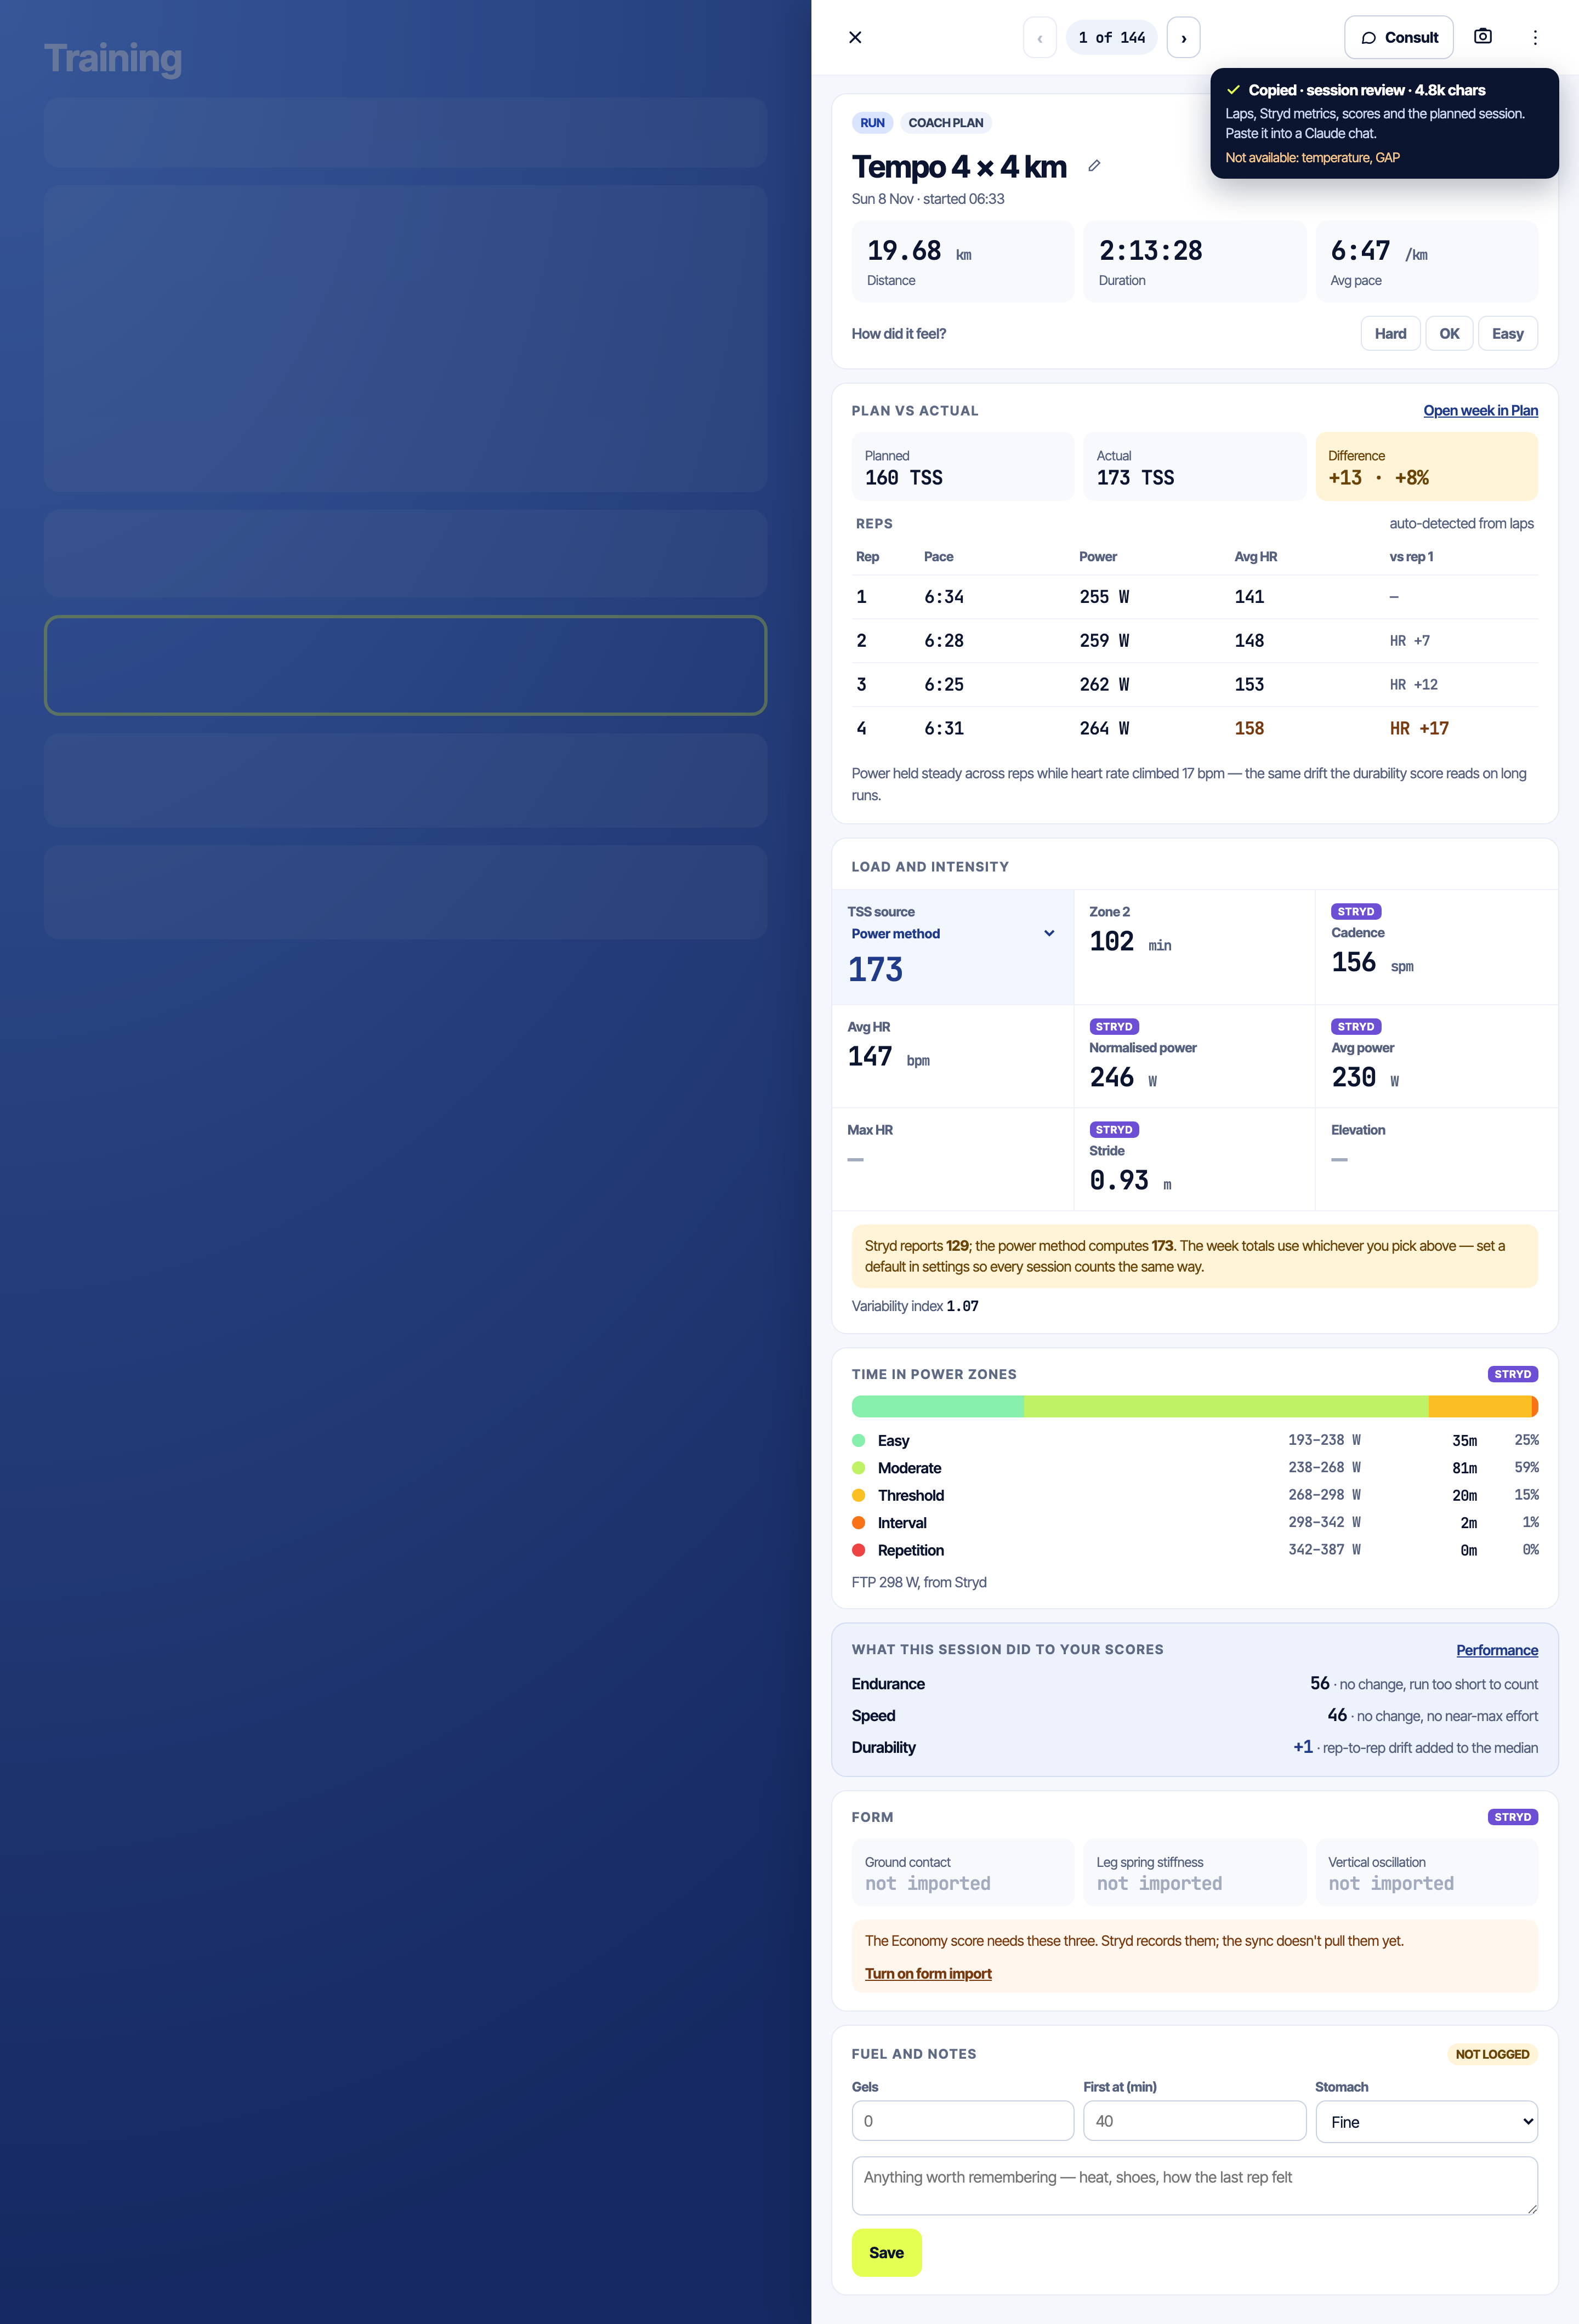 Training
1 of 144
Consult
Copied · session review · 4.8k chars
Laps, Stryd metrics, scores and the planned session.
Paste it into a Claude chat.
Not available: temperature, GAP
RUN
COACH PLAN
Tempo 4 × 4 km
Sun 8 Nov · started 06:33
19.68 km
Distance
2:13:28
Duration
6:47 /km
Avg pace
How did it feel?
Hard
OK
Easy
PLAN VS ACTUAL
Open week in Plan
Planned
160 TSS
Actual
173 TSS
Difference
+13 · +8%
REPS
auto-detected from laps
Rep Pace Power Avg HR vs rep 1
1 6:34 255 W 141 —
2 6:28 259 W 148 HR +7
3 6:25 262 W 153 HR +12
4 6:31 264 W 158 HR +17
Power held steady across reps while heart rate climbed 17 bpm — the same drift the durability score reads on long
runs.
LOAD AND INTENSITY
TSS source
Power method
173
Zone 2
102 min
STRYD
Cadence
156 spm
Avg HR
147 bpm
STRYD
Normalised power
246 W
STRYD
Avg power
230 W
Max HR
—
STRYD
Stride
0.93 m
Elevation
—
Stryd reports 129; the power method computes 173. The week totals use whichever you pick above — set a
default in settings so every session counts the same way.
Variability index 1.07
TIME IN POWER ZONES
STRYD
Easy 193–238 W 35m 25%
Moderate 238–268 W 81m 59%
Threshold 268–298 W 20m 15%
Interval 298–342 W 2m 1%
Repetition 342–387 W 0m 0%
FTP 298 W, from Stryd
WHAT THIS SESSION DID TO YOUR SCORES
Performance
Endurance 56 · no change, run too short to count
Speed 46 · no change, no near-max effort
Durability +1 · rep-to-rep drift added to the median
FORM
STRYD
Ground contact
not imported
Leg spring stiffness
not imported
Vertical oscillation
not imported
The Economy score needs these three. Stryd records them; the sync doesn't pull them yet.
Turn on form import
FUEL AND NOTES
NOT LOGGED
Gels
0
First at (min)
40
Stomach
Fine
Anything worth remembering — heat, shoes, how the last rep felt
Save